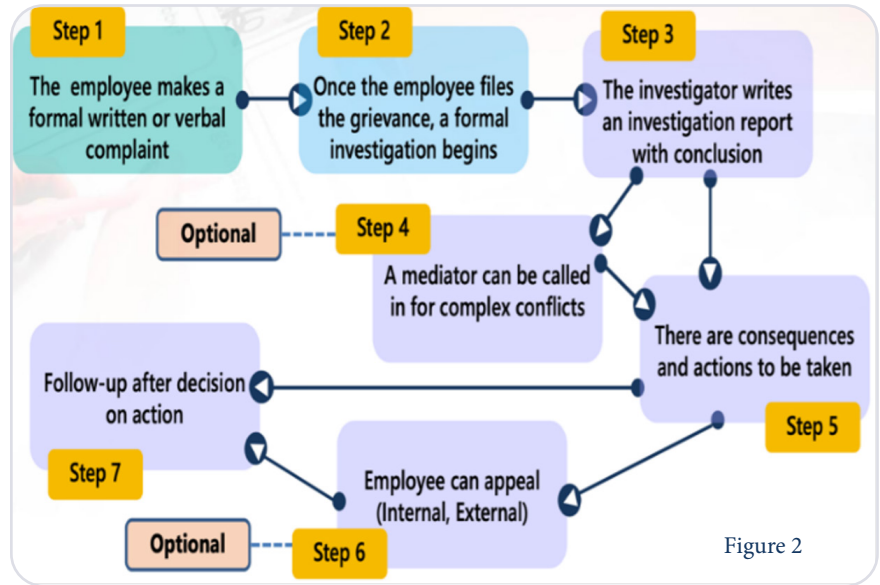 Step 1
The employee makes a
formal written or verbal
complaint
Step 2
Once the employee files
the grievance, a formal
investigation begins
Step 3
The investigator writes
an investigation report
with conclusion
Optional
Step 4
A mediator can be called
in for complex conflicts
There are consequences
and actions to be taken
Step 5
Employee can appeal
(Internal, External)
Optional
Step 6
Follow-up after decision
on action
Step 7
Figure 2